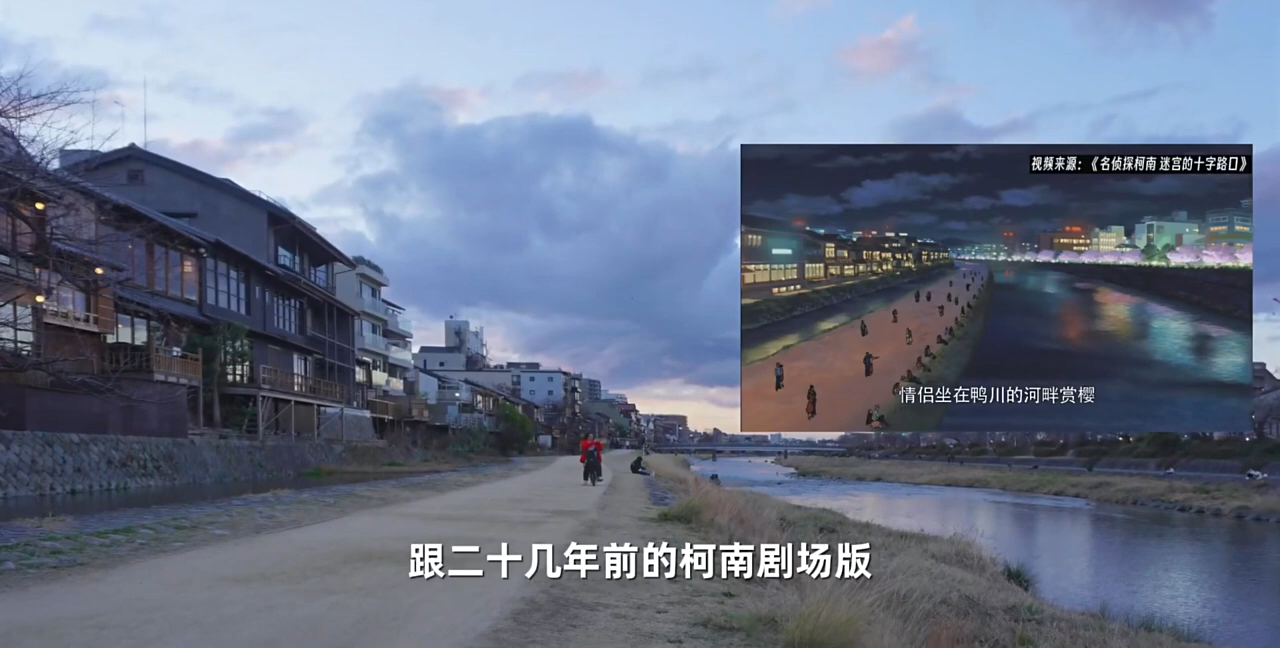 视频来源：《名侦探柯南 迷宫的十字路口》
情侣坐在鸭川的河畔赏樱
跟二十几年前的柯南剧场版